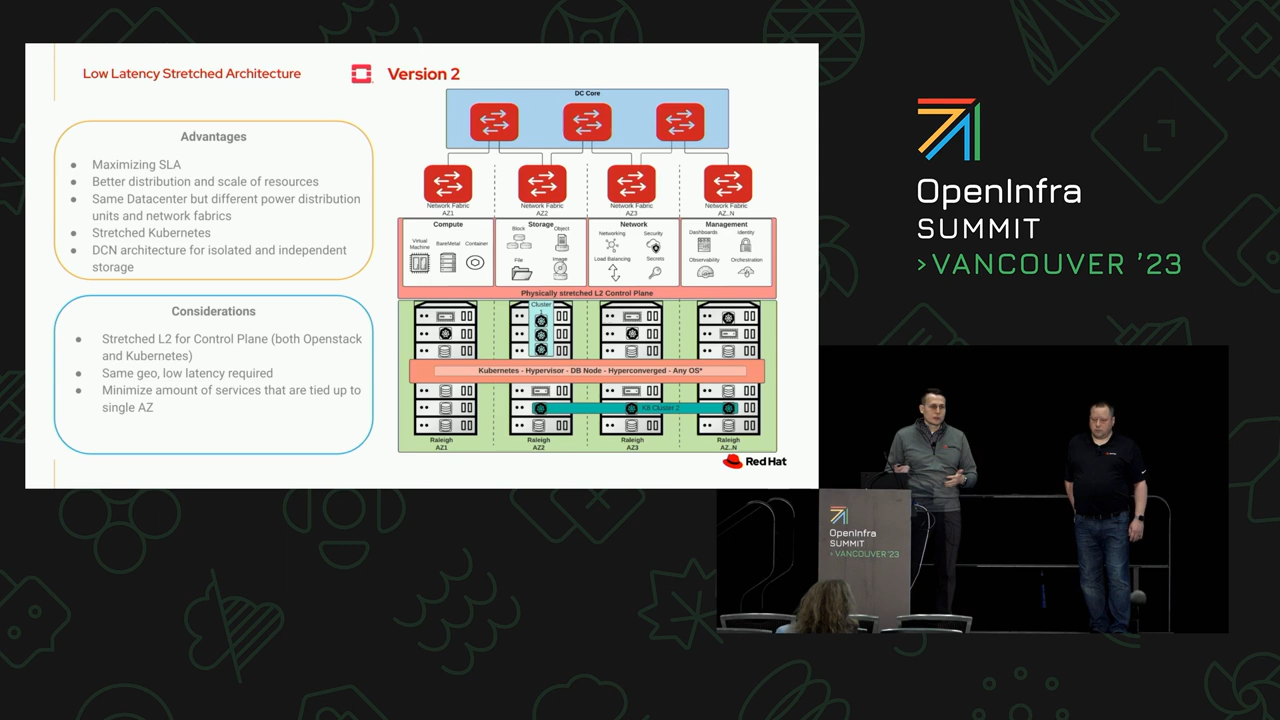 Low Latency Stretched Architecture
Version 2
Advantages
● Maximizing SLA
● Better distribution and scale of resources
● Same Datacenter but different power distribution
units and network fabrics
● Stretched Kubernetes
● DCN architecture for isolated and independent
storage
Considerations
● Stretched L2 for Control Plane (both Openstack
and Kubernetes)
● Same geo, low latency required
● Minimize amount of services that are tied up to
single AZ
DC Core
Network Fabric
AZ1
Network Fabric
AZ2
Network Fabric
AZ3
Network Fabric
AZ..N
Compute
Virtual
Machine
BareMetal
Container
Storage
Block
Object
File
Image
Network
Networking
Security
Load Balancing
Secrets
Management
Dashboards
Identity
Observability
Orchestration
Physically stretched L2 Control Plane
Cluster
Kubernetes - Hypervisor - DB Node - Hyperconverged - Any OS*
K8 Cluster 2
Raleigh
AZ1
Raleigh
AZ2
Raleigh
AZ3
Raleigh
AZ..N
Red Hat
OpenInfra
SUMMIT
>VANCOUVER '23
OpenInfra
SUMMIT
>VANCOUVER '23